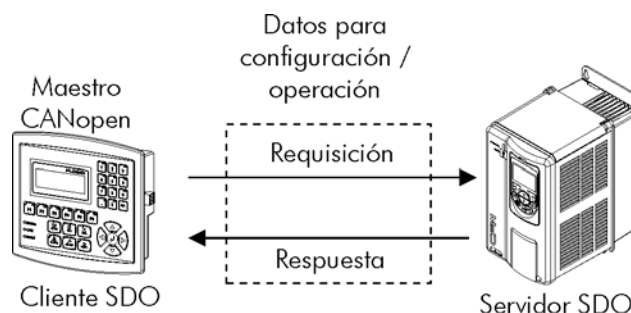 Datos para
configuración /
operación
Maestro
CANopen
Requisición
Respuesta
Cliente SDO
Servidor SDO